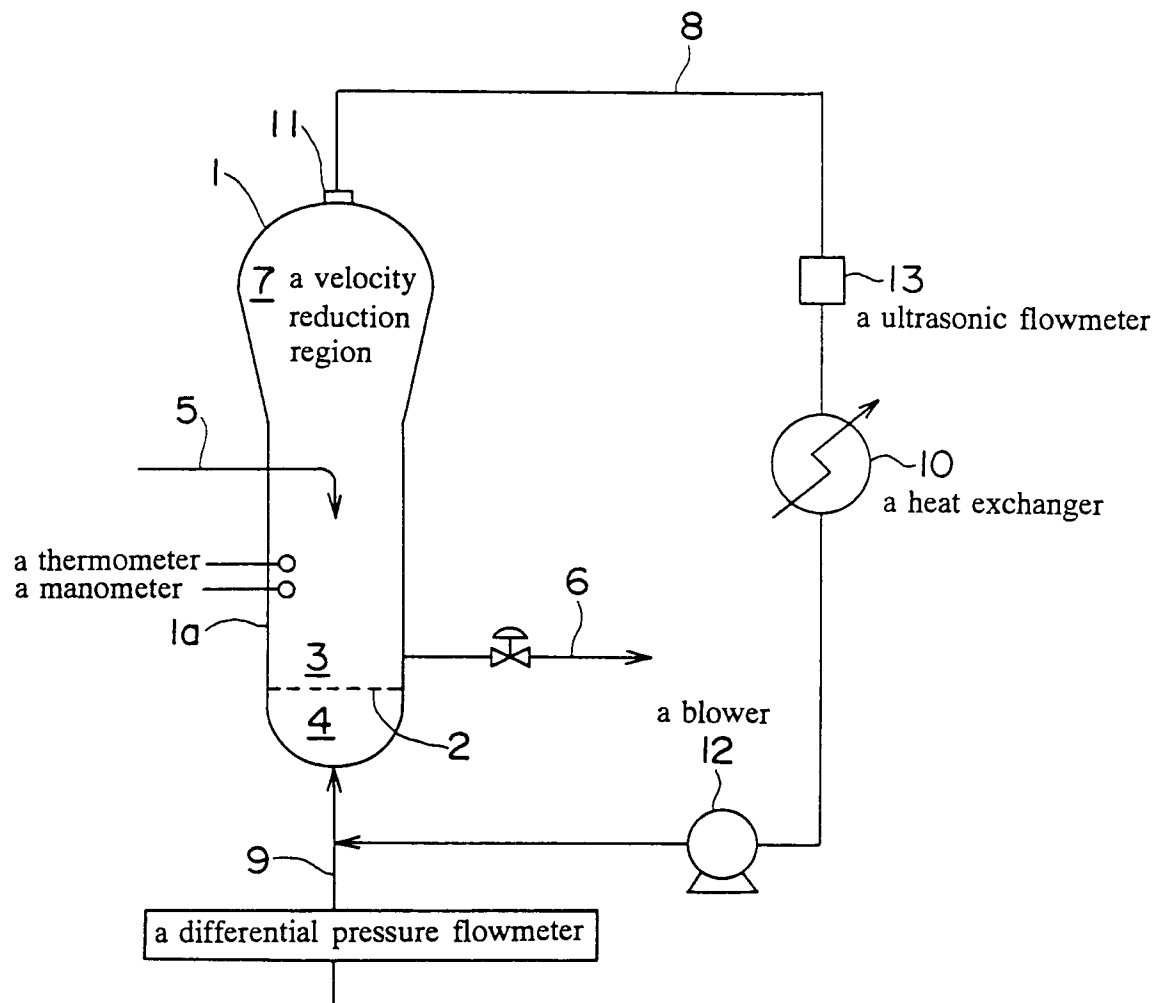 8
11
1
7 a velocity
reduction
region
13
a ultrasonic flowmeter
5
10
a heat exchanger
a thermometer
a manometer
6
1a
3
a blower
4
2
12
9
a differential pressure flowmeter